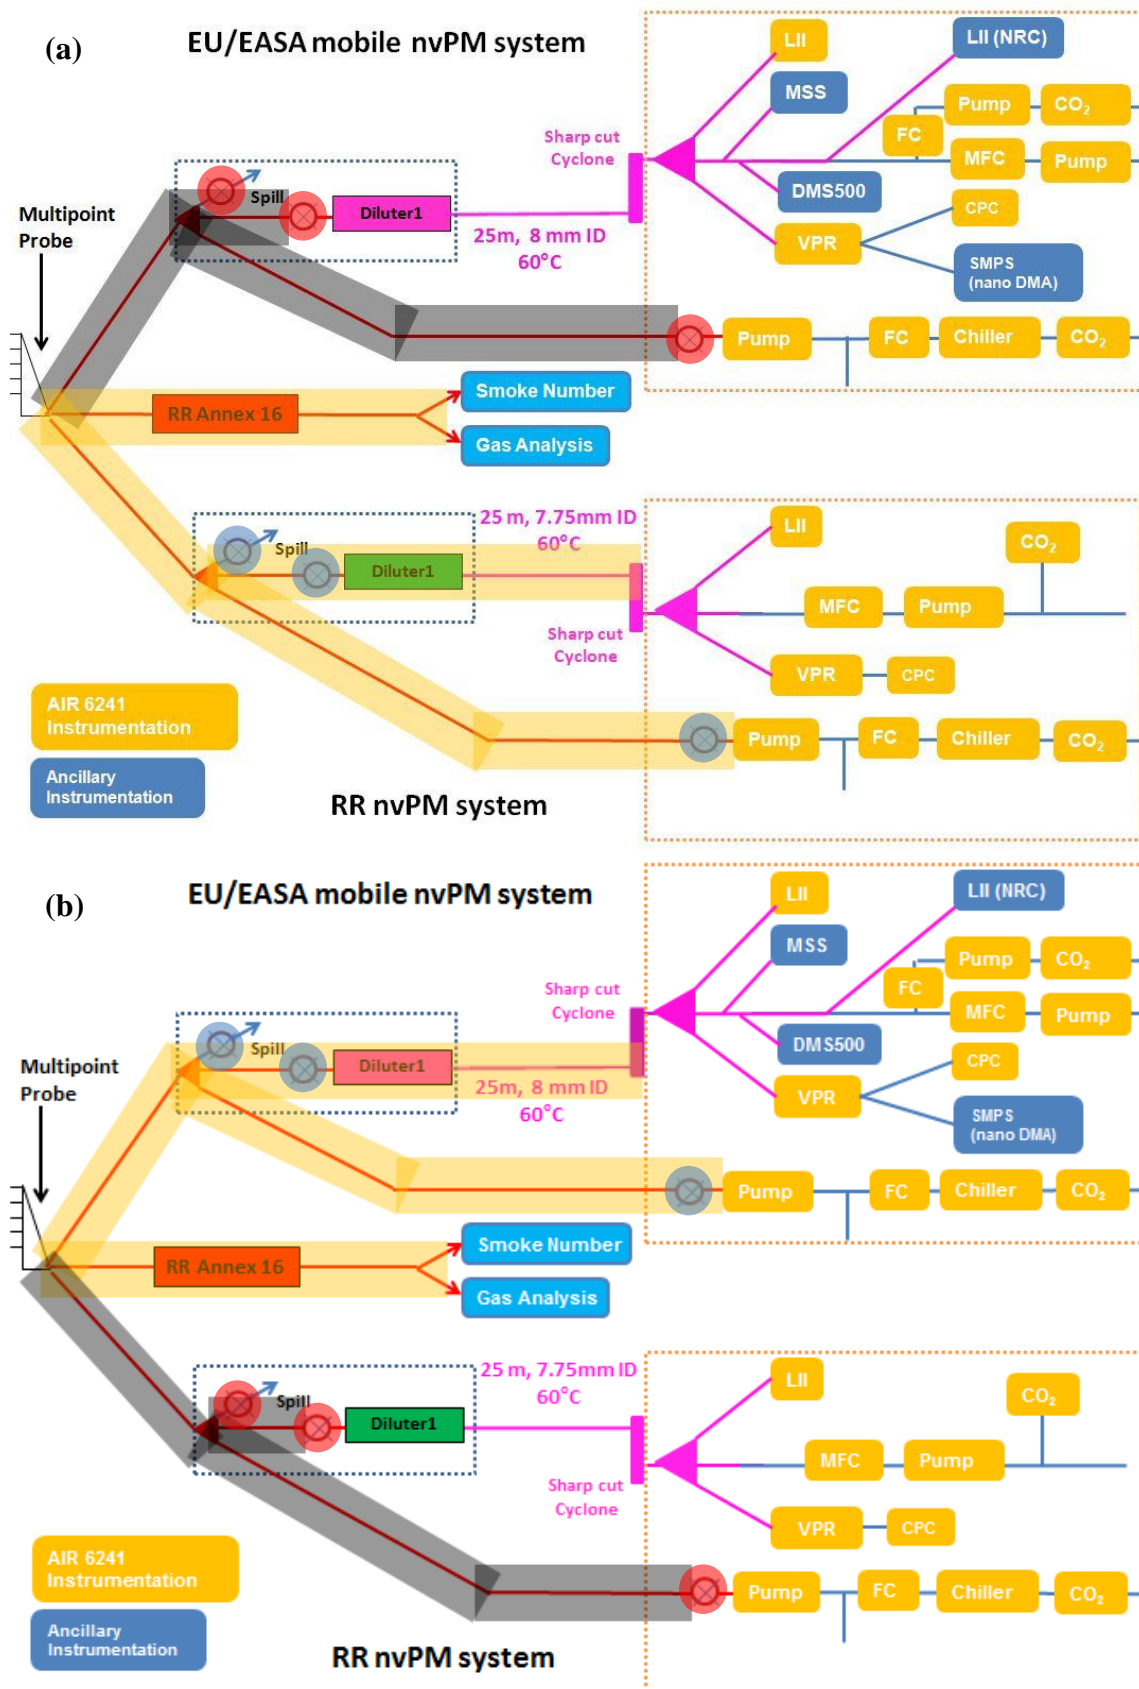 (a)
EU/EASA mobile nvPM system
LII
LII (NRC)
MSS
Pump
CO₂
FC
Sharp cut
Cyclone
MFC
Pump
Multipoint
Probe
Spill
Diluter1
DMS500
CPC
25m, 8 mm ID
60°C
VPR
SMPS
(nano DMA)
Pump
FC
Chiller
CO₂
RR Annex 16
Smoke Number
Gas Analysis
25 m, 7.75mm ID
60°C
LII
CO₂
Spill
Diluter1
MFC
Pump
Sharp cut
Cyclone
VPR
CPC
AIR 6241
Instrumentation
Pump
FC
Chiller
CO₂
Ancillary
Instrumentation
RR nvPM system
(b)
EU/EASA mobile nvPM system
LII
LII (NRC)
MSS
Pump
CO₂
FC
Sharp cut
Cyclone
MFC
Pump
Multipoint
Probe
Spill
Diluter1
DMS500
CPC
25m, 8 mm ID
60°C
VPR
SMPS
(nano DMA)
Pump
FC
Chiller
CO₂
RR Annex 16
Smoke Number
Gas Analysis
25 m, 7.75mm ID
60°C
LII
CO₂
Spill
Diluter1
MFC
Pump
Sharp cut
Cyclone
VPR
CPC
AIR 6241
Instrumentation
Pump
FC
Chiller
CO₂
Ancillary
Instrumentation
RR nvPM system